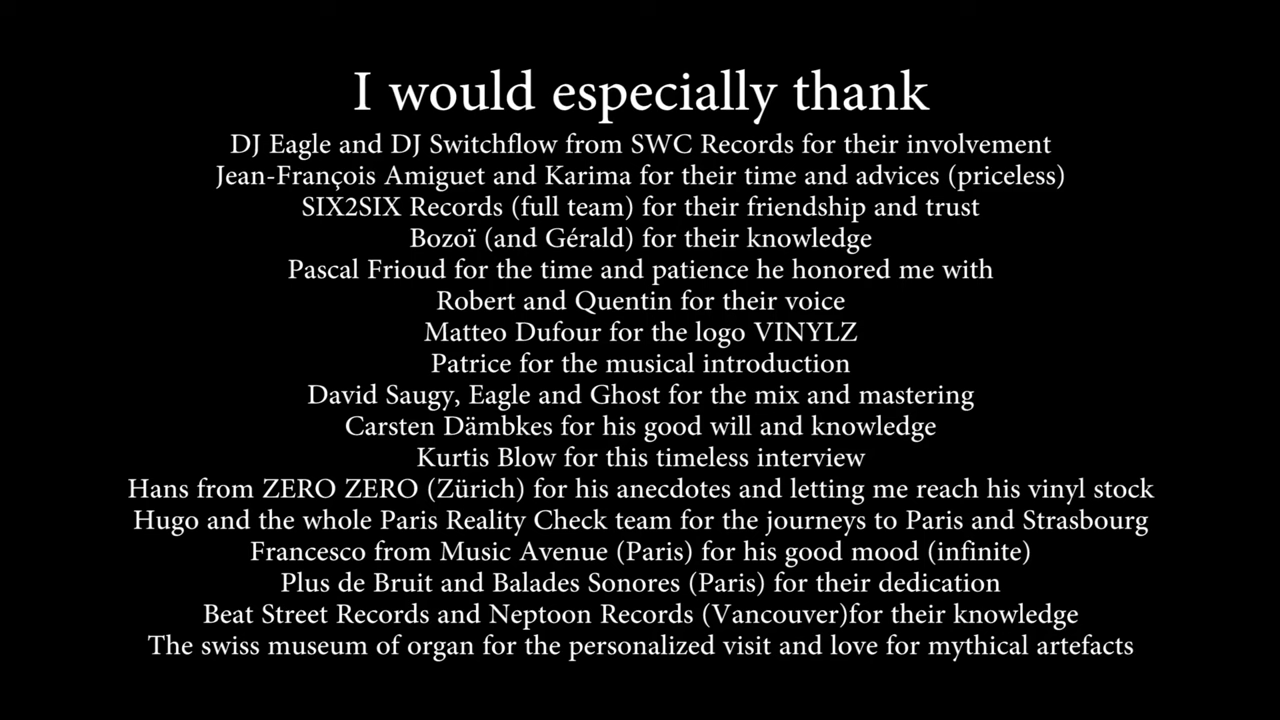 I would especially thank
DJ Eagle and DJ Switchflow from SWC Records for their involvement
Jean-François Amiguet and Karima for their time and advices (priceless)
SIX2SIX Records (full team) for their friendship and trust
Bozoï (and Gérald) for their knowledge
Pascal Frioud for the time and patience he honored me with
Robert and Quentin for their voice
Matteo Dufour for the logo VINYLZ
Patrice for the musical introduction
David Saugy, Eagle and Ghost for the mix and mastering
Carsten Dämbkes for his good will and knowledge
Kurtis Blow for this timeless interview
Hans from ZERO ZERO (Zürich) for his anecdotes and letting me reach his vinyl stock
Hugo and the whole Paris Reality Check team for the journeys to Paris and Strasbourg
Francesco from Music Avenue (Paris) for his good mood (infinite)
Plus de Bruit and Balades Sonores (Paris) for their dedication
Beat Street Records and Neptoon Records (Vancouver)for their knowledge
The swiss museum of organ for the personalized visit and love for mythical artefacts